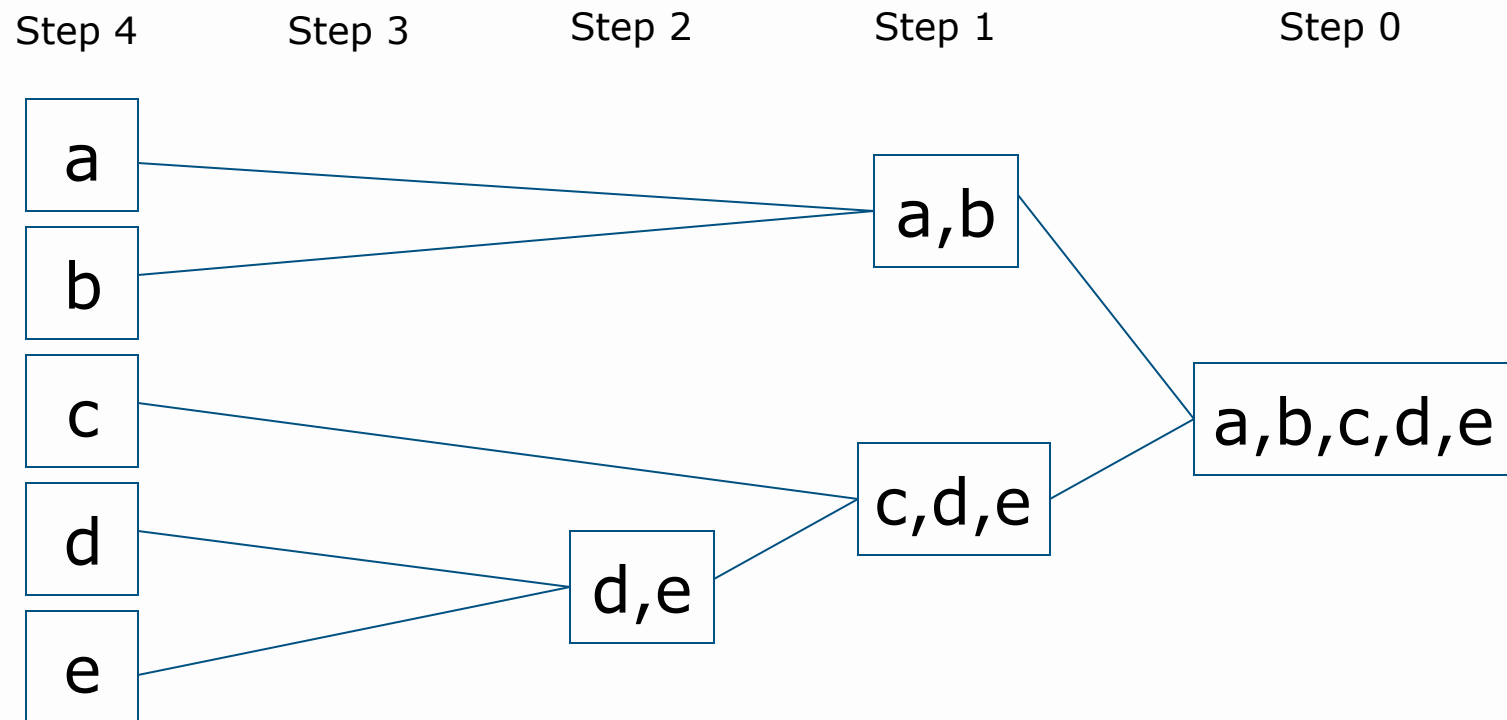 Step 4 Step 3 Step 2 Step 1 Step 0
a
b
c
d
e
d,e
a,b
c,d,e
a,b,c,d,e